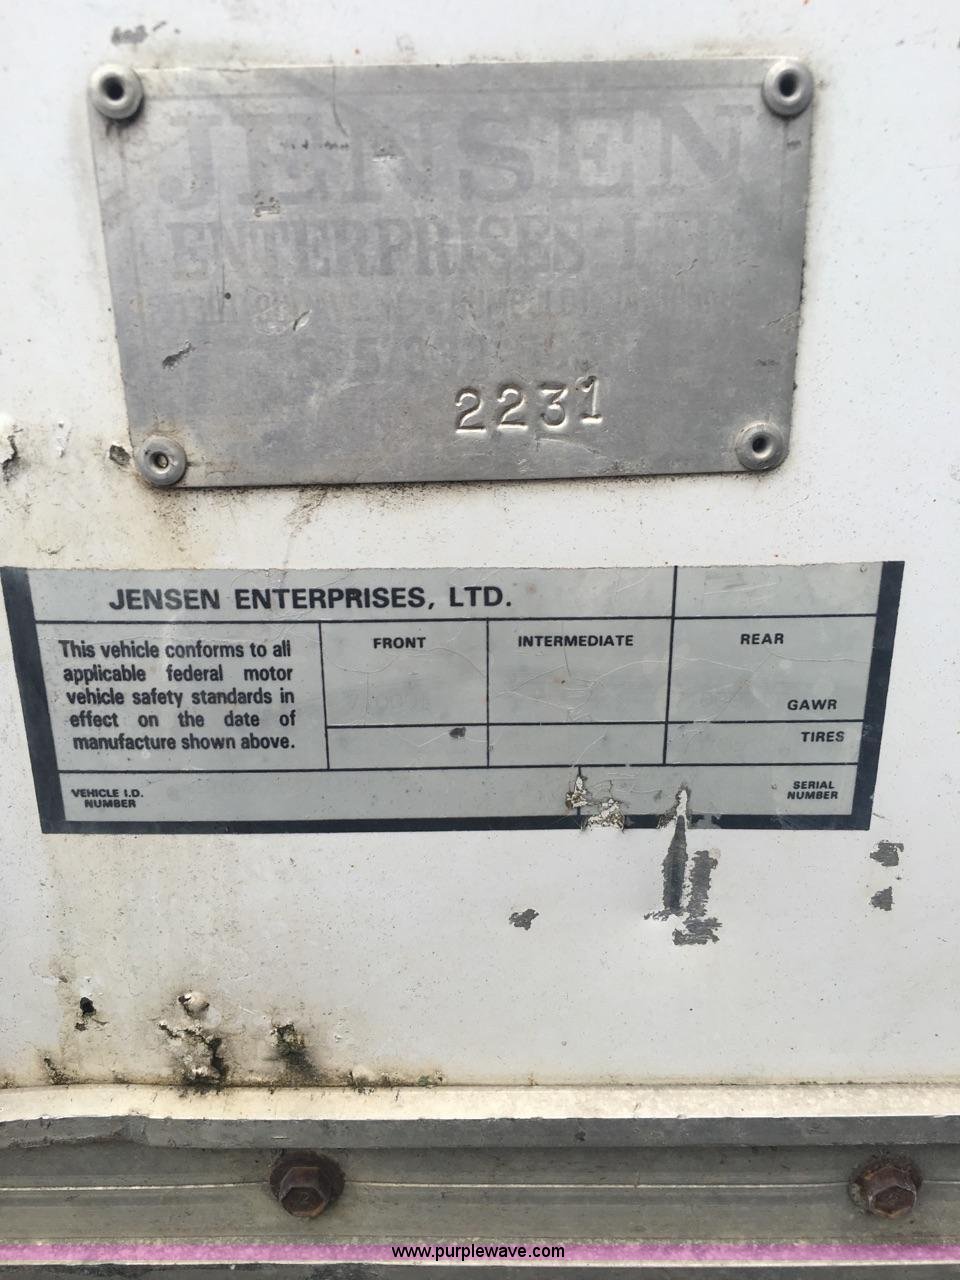 JENSEN
ENTERPRISES LTD
2231
JENSEN ENTERPRISES, LTD.
This vehicle conforms to all
applicable federal motor
vehicle safety standards in
effect on the date of
manufacture shown above.
FRONT
INTERMEDIATE
REAR
GAWR
TIRES
VEHICLE I.D.
NUMBER
SERIAL
NUMBER
www.purplewave.com